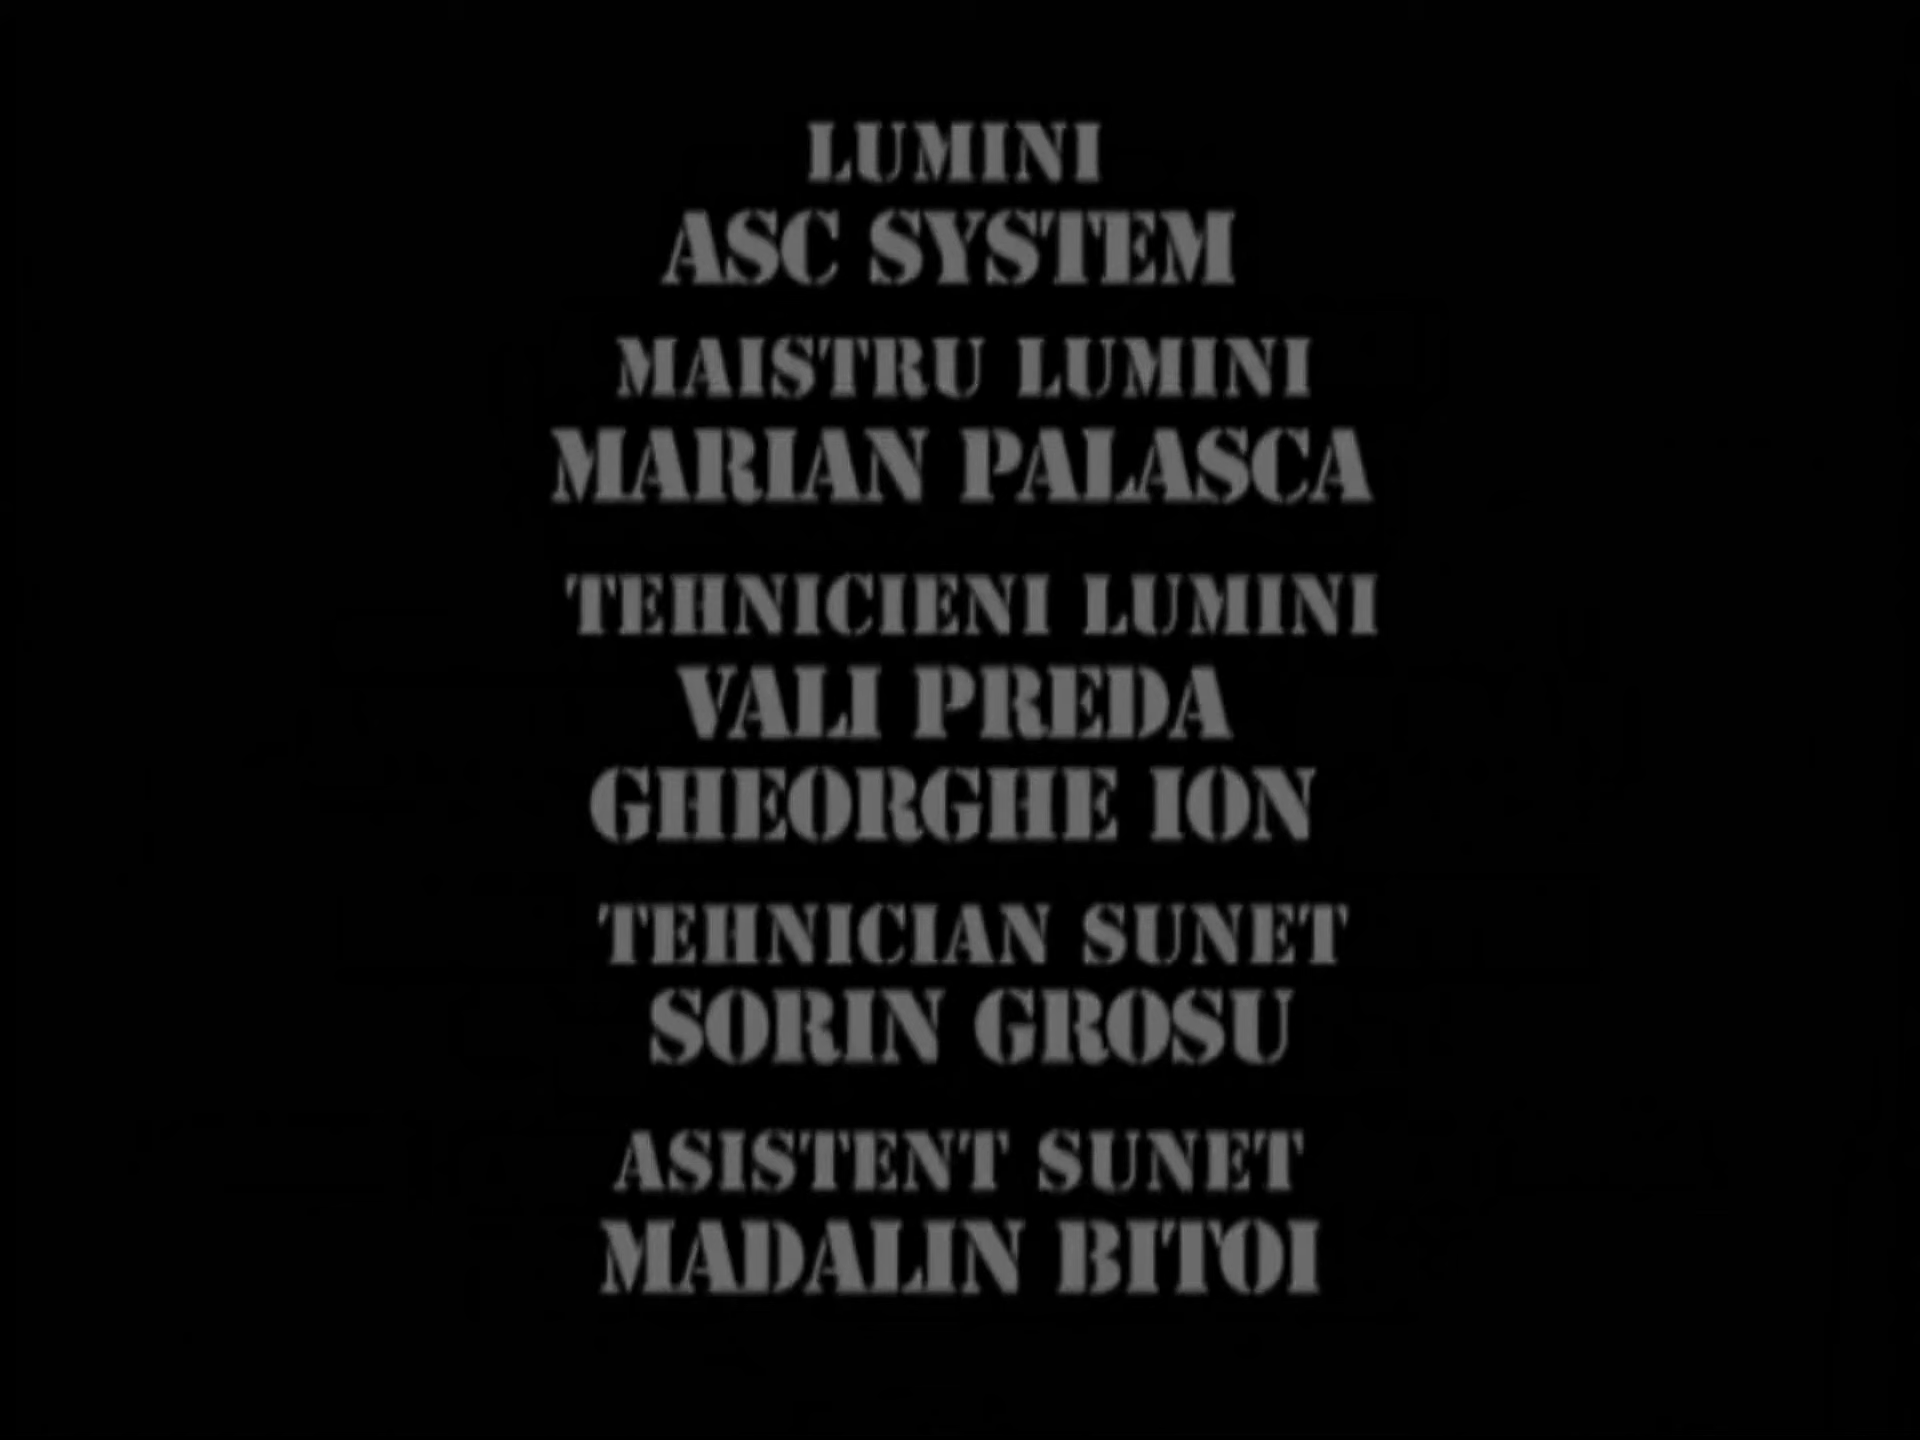 LUMINI
ASC SYSTEM
MAISTRU LUMINI
MARIAN PALASCA
TEHNICIENI LUMINI
VALI PREDA
GHEORGHE ION
TEHNICIAN SUNET
SORIN GROSU
ASISTENT SUNET
MADALIN BITOI